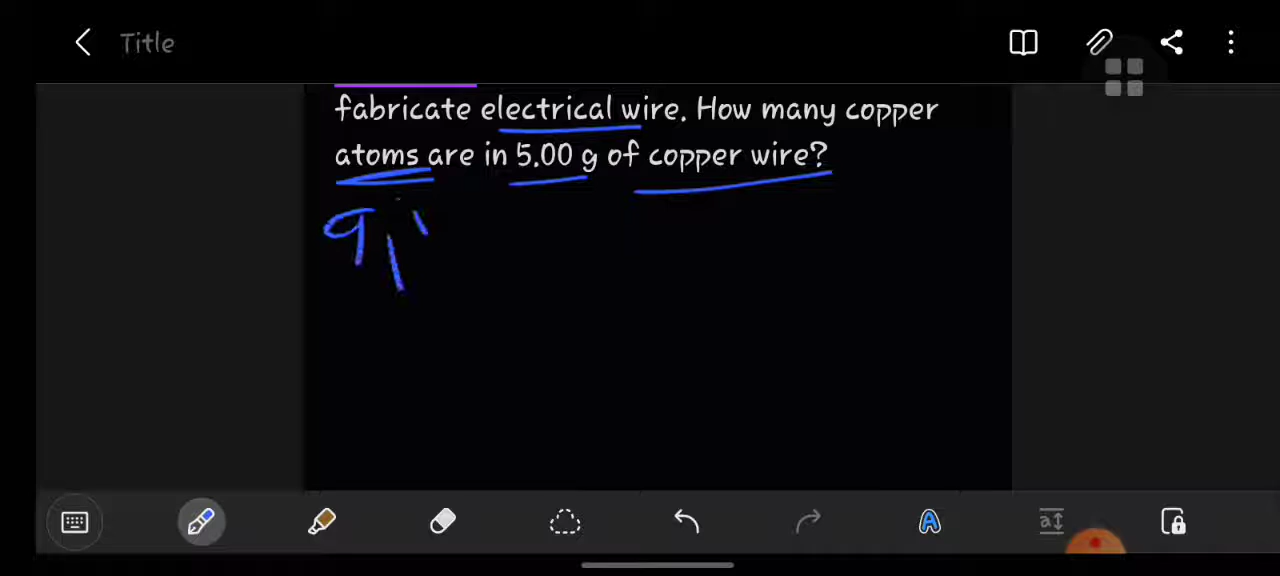 Title
fabricate electrical wire. How many copper
atoms are in 5.00 g of copper wire?